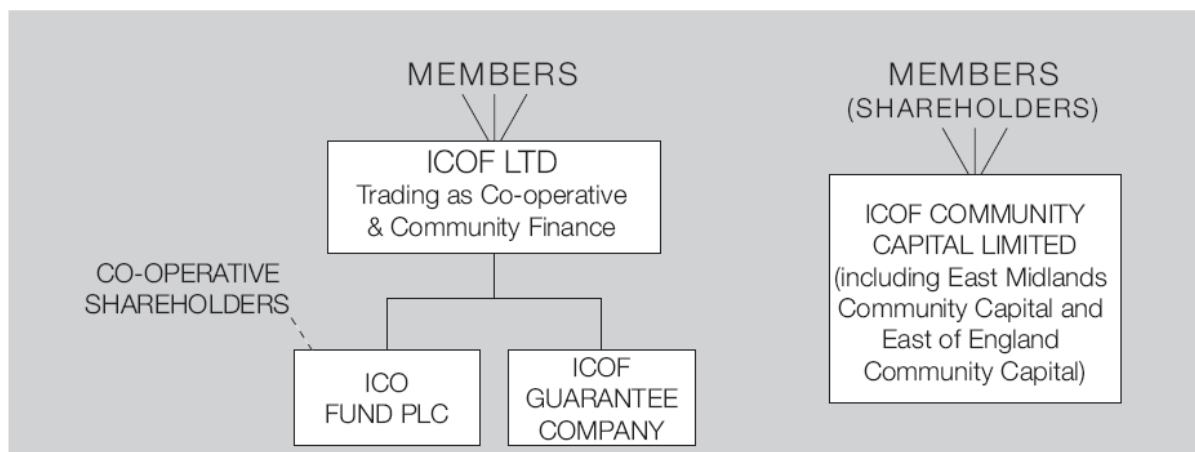 MEMBERS
ICOF LTD
Trading as Co-operative
& Community Finance
CO-OPERATIVE
SHAREHOLDERS
ICO
FUND PLC
ICOF
GUARANTEE
COMPANY
MEMBERS
(SHAREHOLDERS)
ICOF COMMUNITY
CAPITAL LIMITED
(including East Midlands
Community Capital and
East of England
Community Capital)